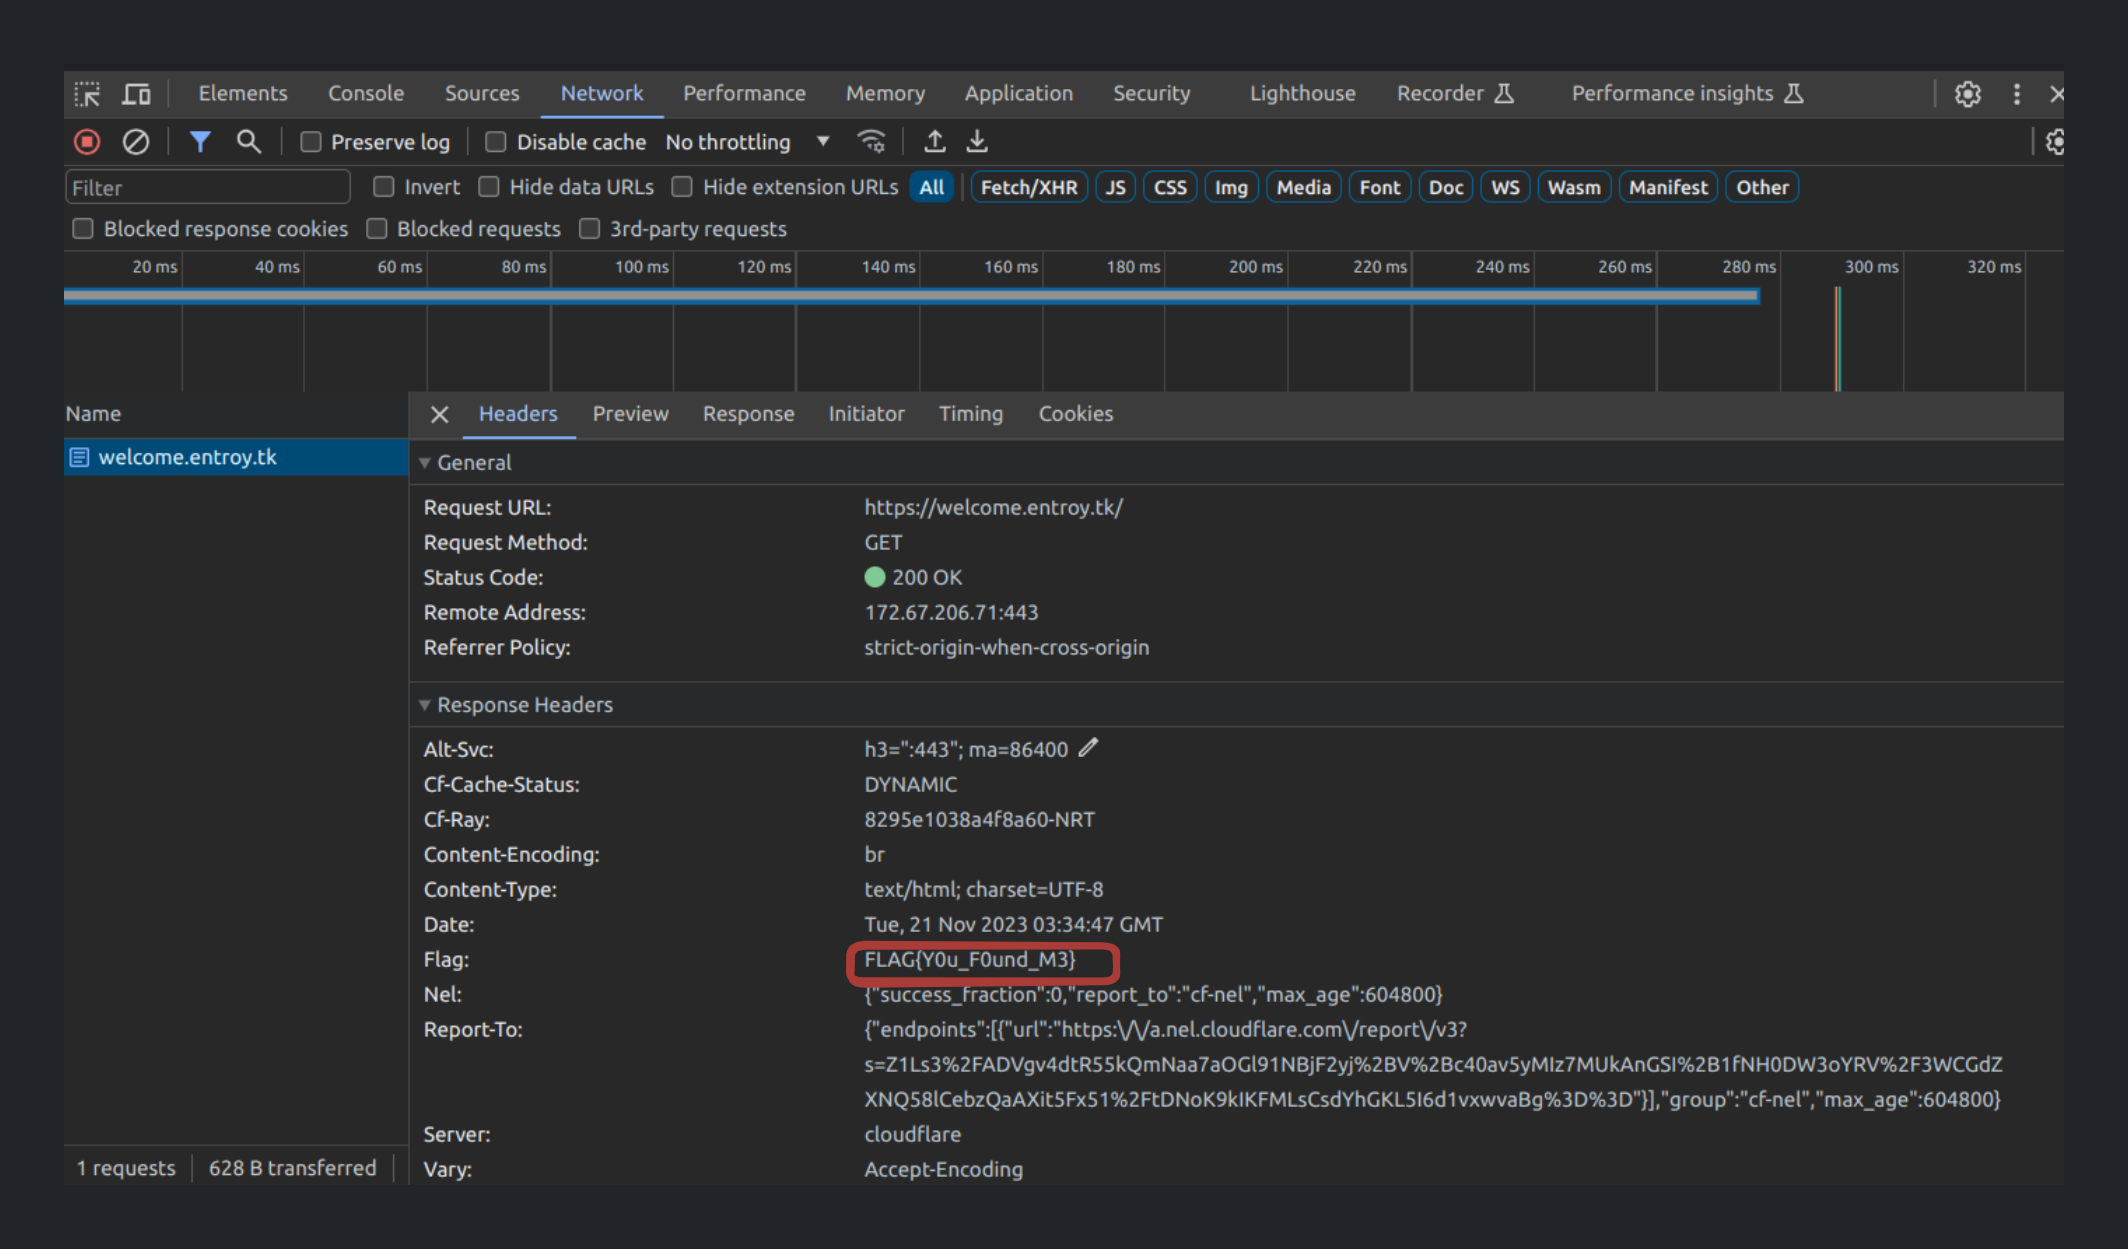 Elements Console Sources Network Performance Memory Application Security Lighthouse Recorder Performance insights
Preserve log Disable cache No throttling
Filter Invert Hide data URLs Hide extension URLs All Fetch/XHR JS CSS Img Media Font Doc WS Wasm Manifest Other
Blocked response cookies Blocked requests 3rd-party requests
20 ms 40 ms 60 ms 80 ms 100 ms 120 ms 140 ms 160 ms 180 ms 200 ms 220 ms 240 ms 260 ms 280 ms 300 ms 320 ms
Name Headers Preview Response Initiator Timing Cookies
welcome.entroy.tk
General
Request URL: https://welcome.entroy.tk/
Request Method: GET
Status Code: 200 OK
Remote Address: 172.67.206.71:443
Referrer Policy: strict-origin-when-cross-origin
Response Headers
Alt-Svc: h3=":443"; ma=86400
Cf-Cache-Status: DYNAMIC
Cf-Ray: 8295e1038a4f8a60-NRT
Content-Encoding: br
Content-Type: text/html; charset=UTF-8
Date: Tue, 21 Nov 2023 03:34:47 GMT
Flag: FLAG{Y0u_F0und_M3}
Nel: {"success_fraction":0,"report_to":"cf-nel","max_age":604800}
Report-To: {"endpoints":[{"url":"https:\/\/a.nel.cloudflare.com\/report\/v3?
s=Z1Ls3%2FADVgv4dtR55kQmNaa7aOGl91NBjF2yj%2BV%2Bc40av5yMIz7MUkAnGSI%2B1fNH0DW3oYRV%2F3WCGdZ
XNQ58lCebzQaAXit5Fx51%2FtDNoK9kIKFMLsCsdYhGKL5I6d1vxwvaBg%3D%3D"}],"group":"cf-nel","max_age":604800}
Server: cloudflare
Vary: Accept-Encoding
1 requests 628 B transferred